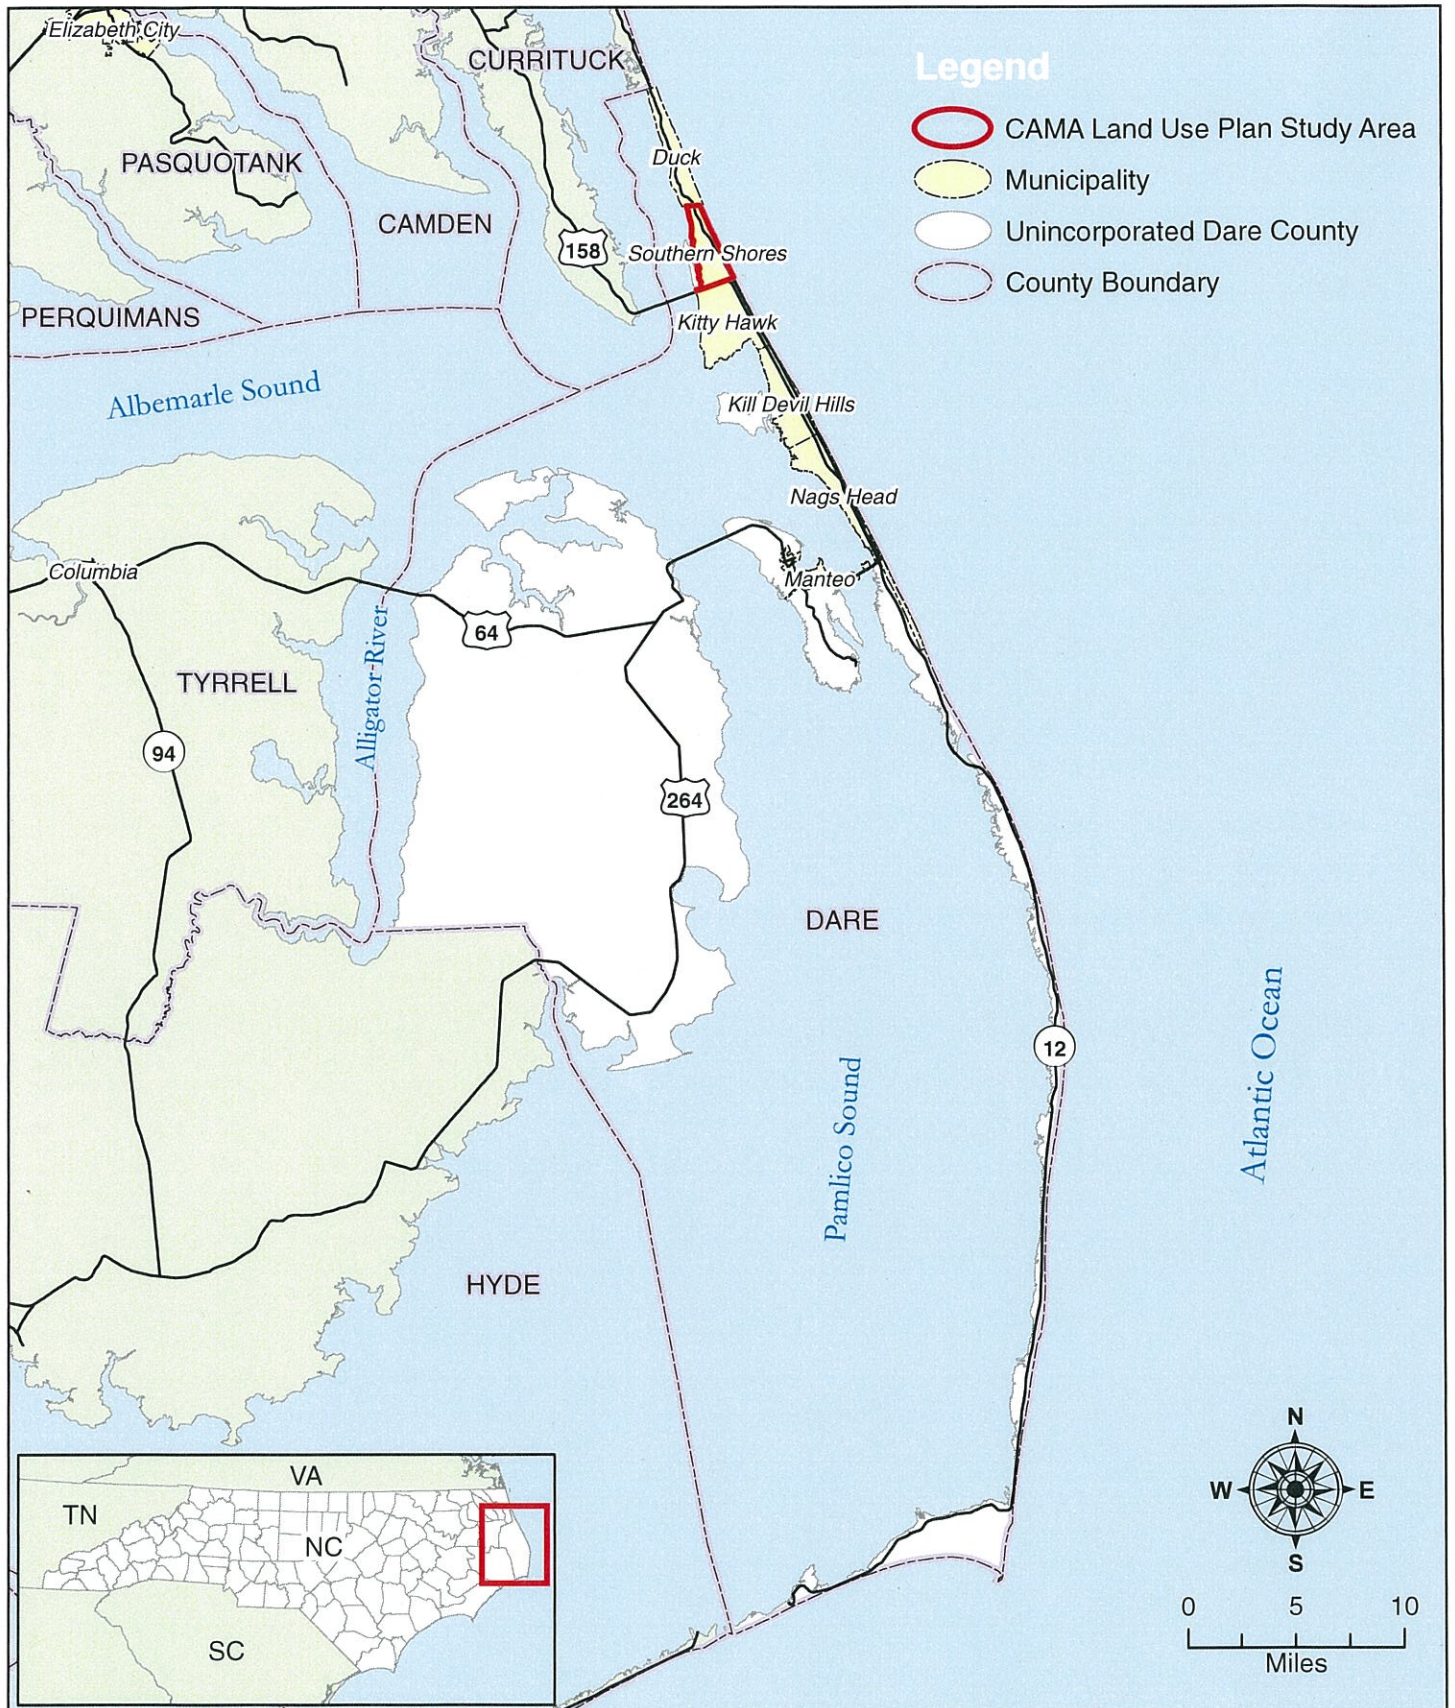 Elizabeth City
CURRITUCK
Legend
CAMA Land Use Plan Study Area
Municipality
Unincorporated Dare County
County Boundary
PASQUOTANK
Duck
CAMDEN
158
Southern Shores
PERQUIMANS
Kitty Hawk
Albemarle Sound
Kill Devil Hills
Nags Head
Columbia
Manteo
64
Alligator River
TYRRELL
94
264
DARE
12
Atlantic Ocean
Pamlico Sound
HYDE
VA
TN
NC
SC
N
W
E
S
0 5 10
Miles